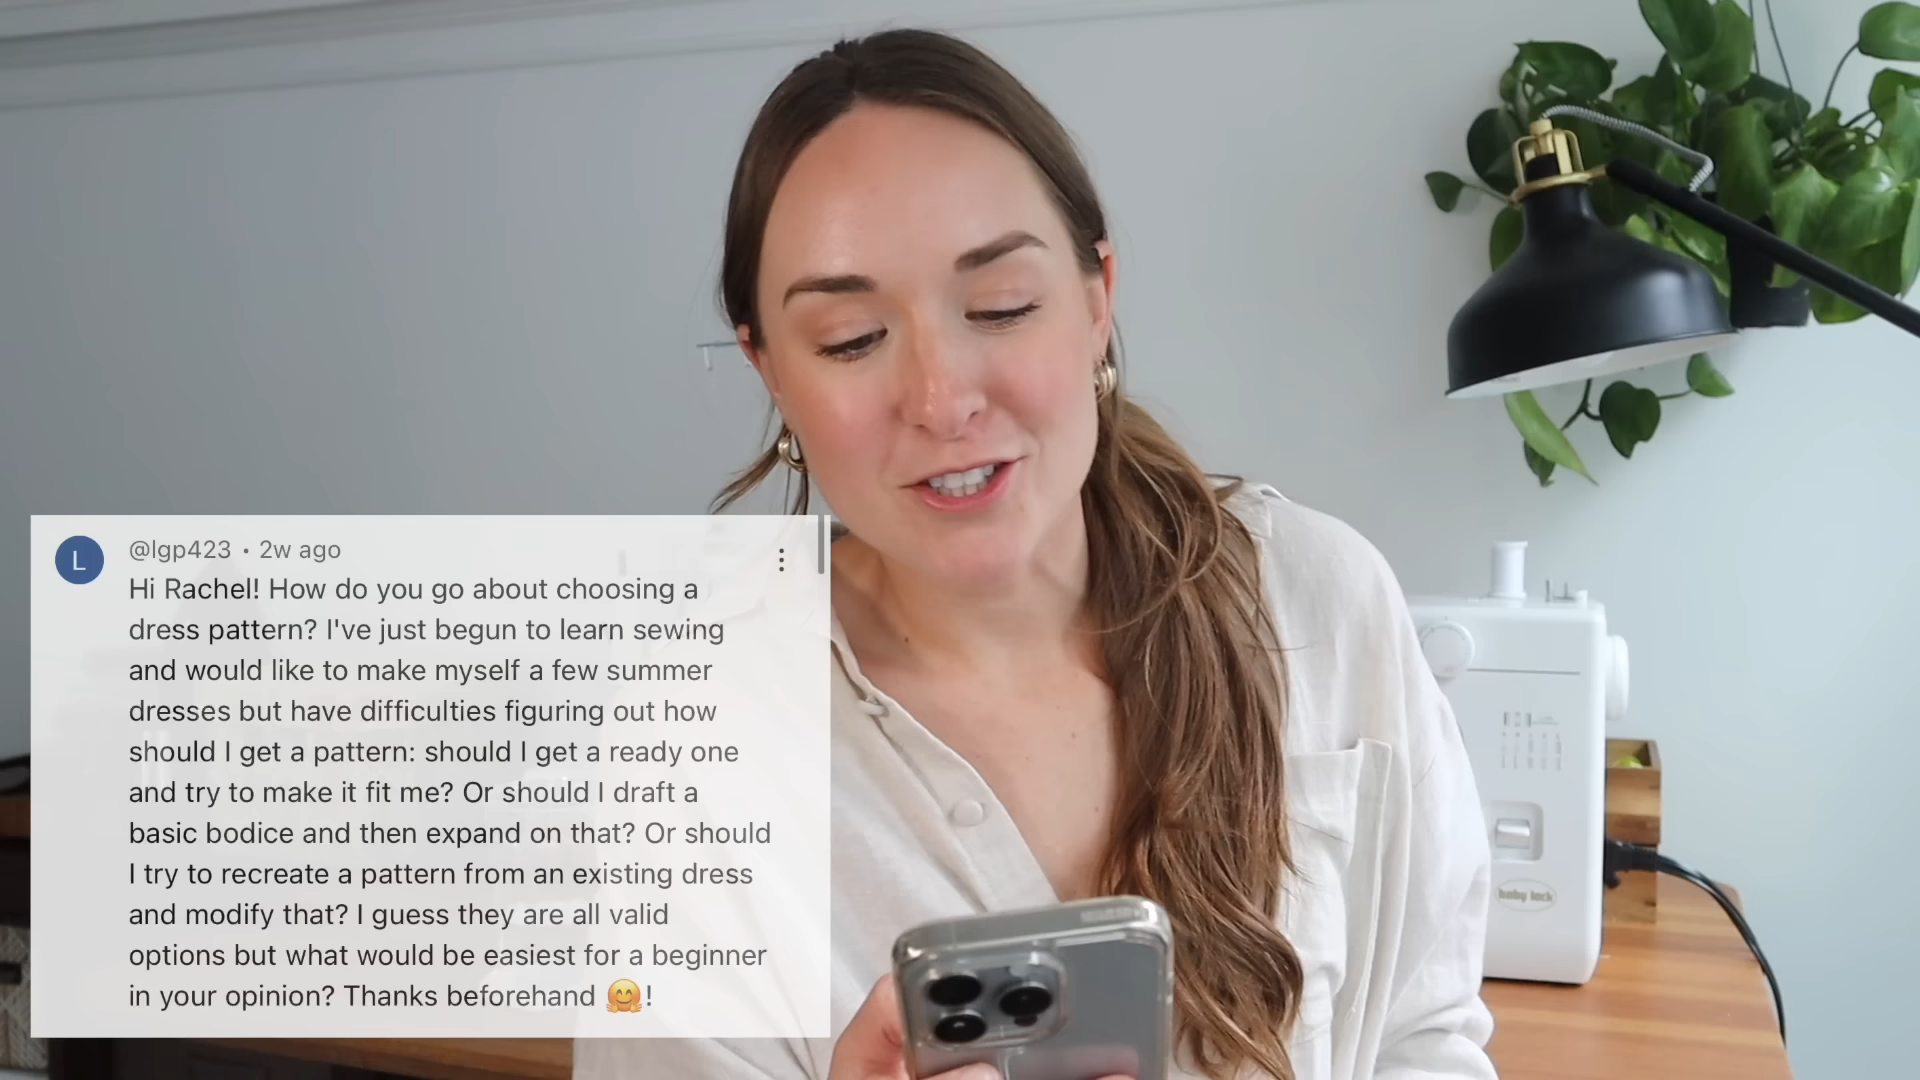 L
@lgp423 • 2w ago
Hi Rachel! How do you go about choosing a
dress pattern? I've just begun to learn sewing
and would like to make myself a few summer
dresses but have difficulties figuring out how
should I get a pattern: should I get a ready one
and try to make it fit me? Or should I draft a
basic bodice and then expand on that? Or should
I try to recreate a pattern from an existing dress
and modify that? I guess they are all valid
options but what would be easiest for a beginner
in your opinion? Thanks beforehand 🤗!
baby lock